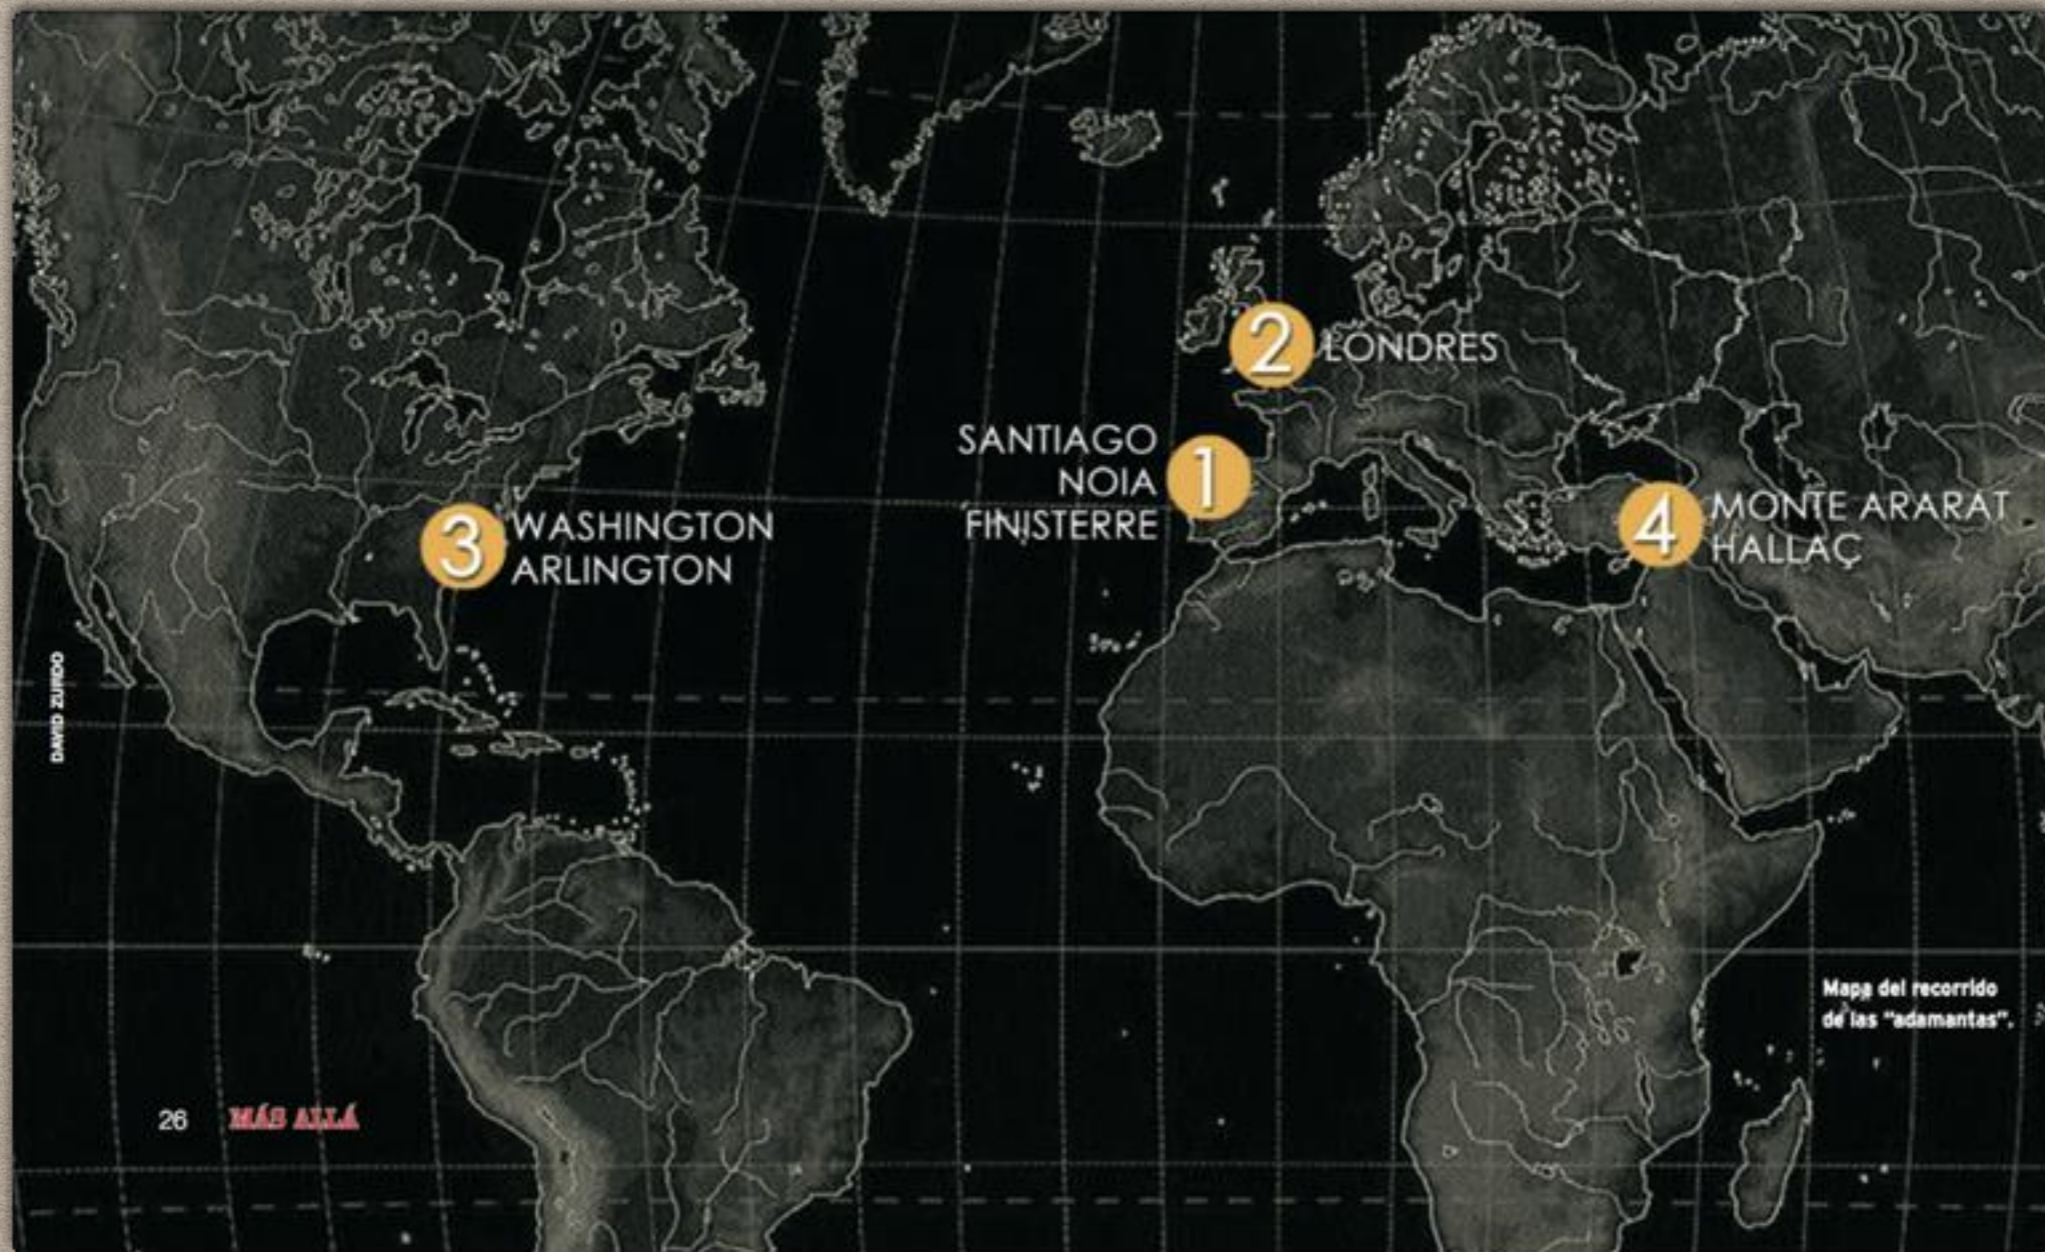 2 LONDRES
SANTIAGO
NOIA
FINISTERRE
1
3 WASHINGTON
ARLINGTON
4 MONTE ARARAT
HALLAÇ
DAVID ZURDO
Mapa del recorrido
de las "adamantas".
26 MÁS ALLÁ